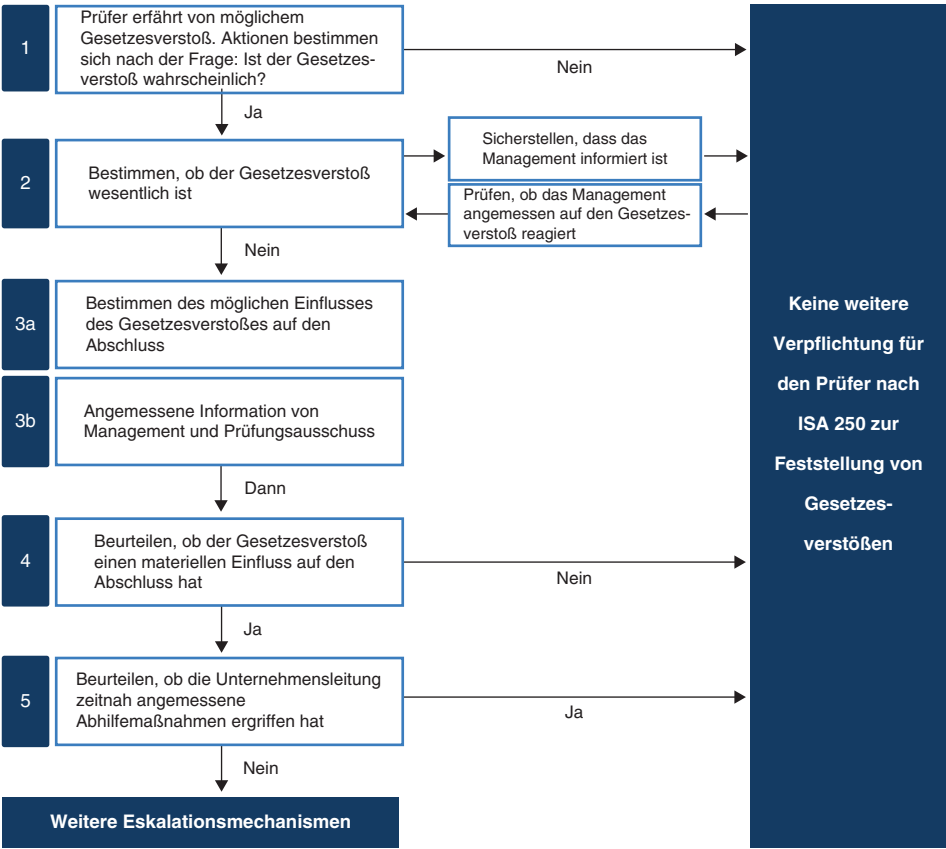 1
Prüfer erfährt von möglichem
Gesetzesverstoß. Aktionen bestimmen
sich nach der Frage: Ist der Gesetzes-
verstoß wahrscheinlich?
Nein
Ja
2
Bestimmen, ob der Gesetzesverstoß
wesentlich ist
Sicherstellen, dass das
Management informiert ist
Prüfen, ob das Management
angemessen auf den Gesetzes-
verstoß reagiert
Nein
3a
Bestimmen des möglichen Einflusses
des Gesetzesverstoßes auf den
Abschluss
3b
Angemessene Information von
Management und Prüfungsausschuss
Dann
4
Beurteilen, ob der Gesetzesverstoß
einen materiellen Einfluss auf den
Abschluss hat
Nein
Ja
5
Beurteilen, ob die Unternehmensleitung
zeitnah angemessene
Abhilfemaßnahmen ergriffen hat
Ja
Nein
Weitere Eskalationsmechanismen
Keine weitere
Verpflichtung für
den Prüfer nach
ISA 250 zur
Feststellung von
Gesetzes-
verstößen